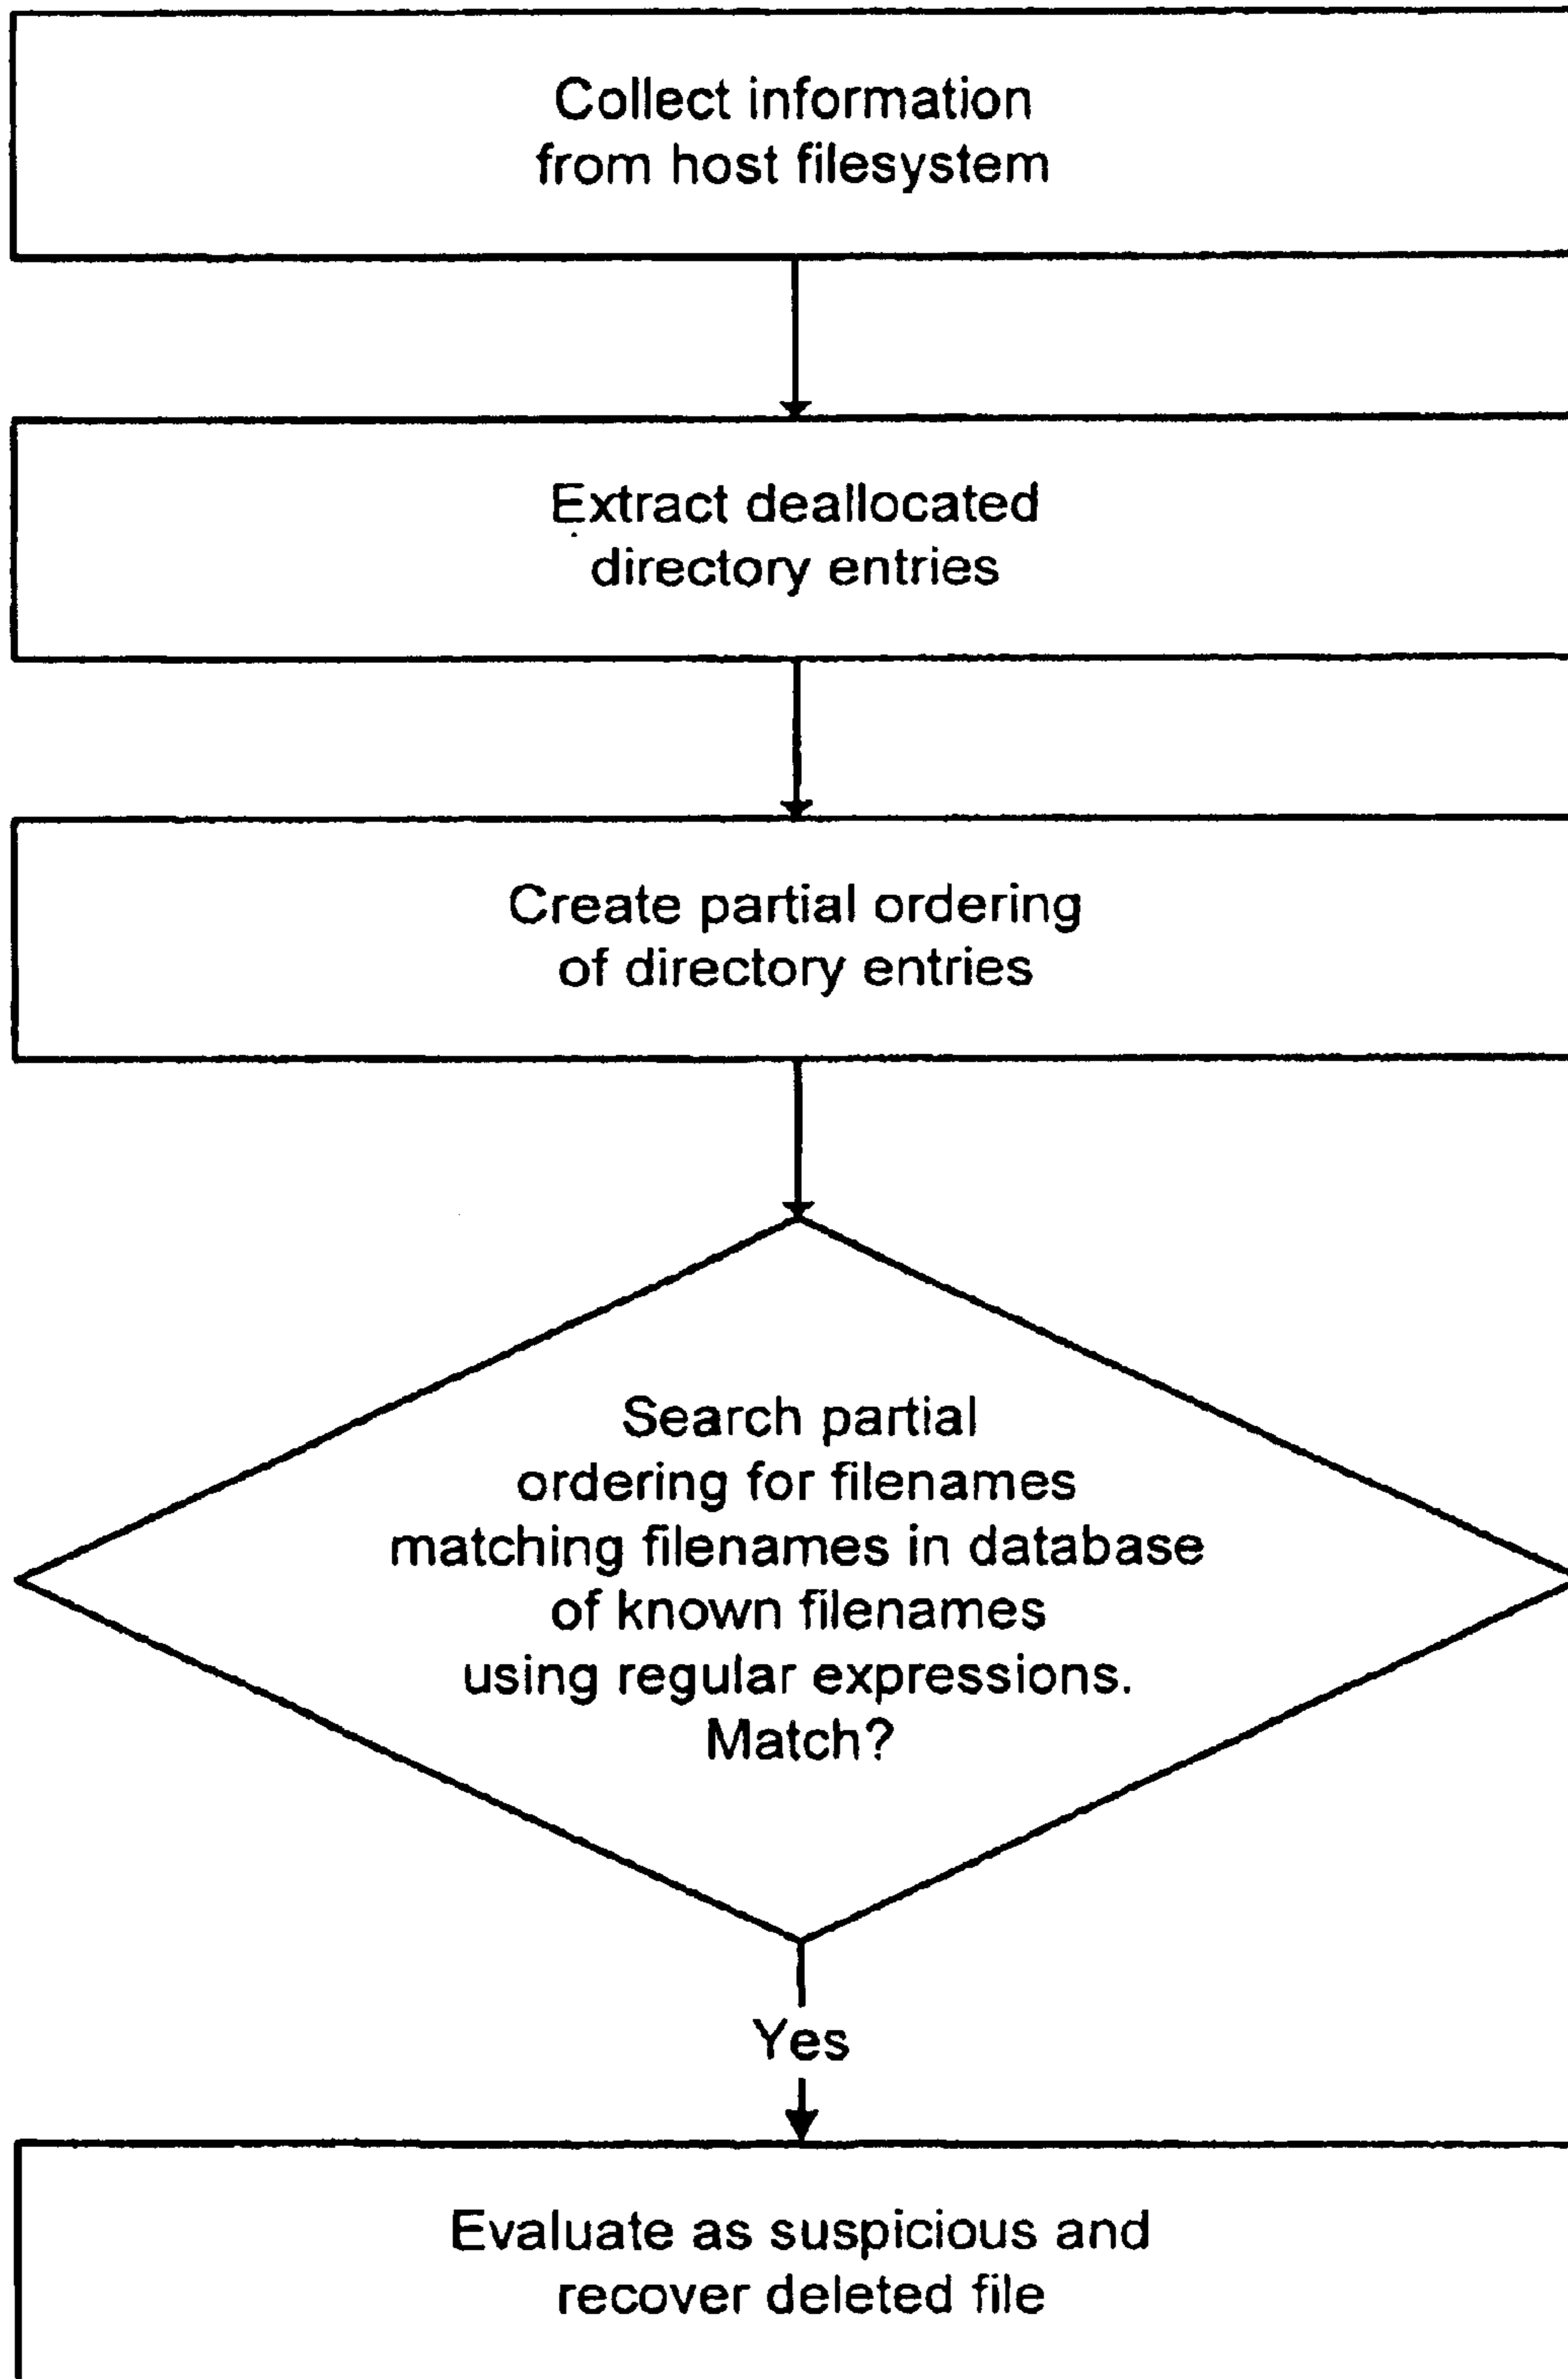 Collect information
from host filesystem
Extract deallocated
directory entries
Create partial ordering
of directory entries
Search partial
ordering for filenames
matching filenames in database
of known filenames
using regular expressions.
Match?
Yes
Evaluate as suspicious and
recover deleted file